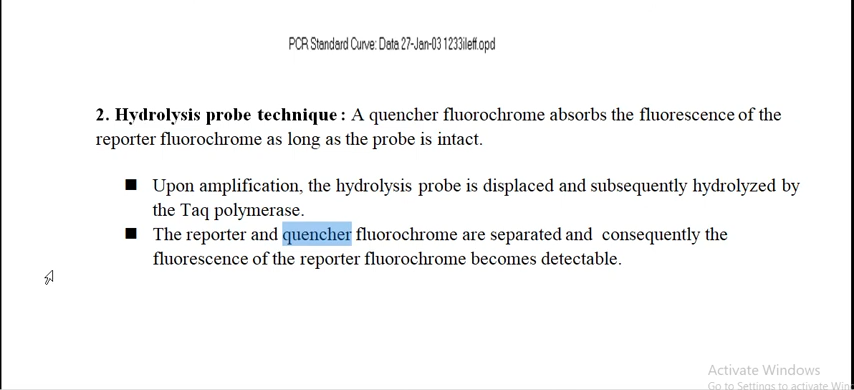 PCR Standard Curve: Data 27-Jan-03 1233ileff.opd
2. Hydrolysis probe technique : A quencher fluorochrome absorbs the fluorescence of the
reporter fluorochrome as long as the probe is intact.
■ Upon amplification, the hydrolysis probe is displaced and subsequently hydrolyzed by
the Taq polymerase.
■ The reporter and quencher fluorochrome are separated and consequently the
fluorescence of the reporter fluorochrome becomes detectable.
Activate Windows
Go to Settings to activate Win